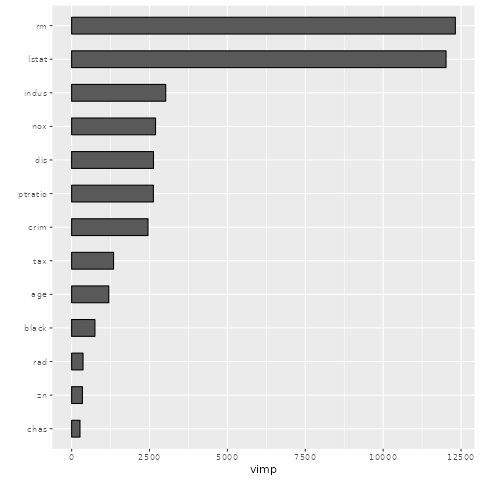 rm
lstat
indus
nox
dis
ptratio
crim
tax
age
black
rad
zn
chas
0 2500 5000 7500 10000 12500
vimp